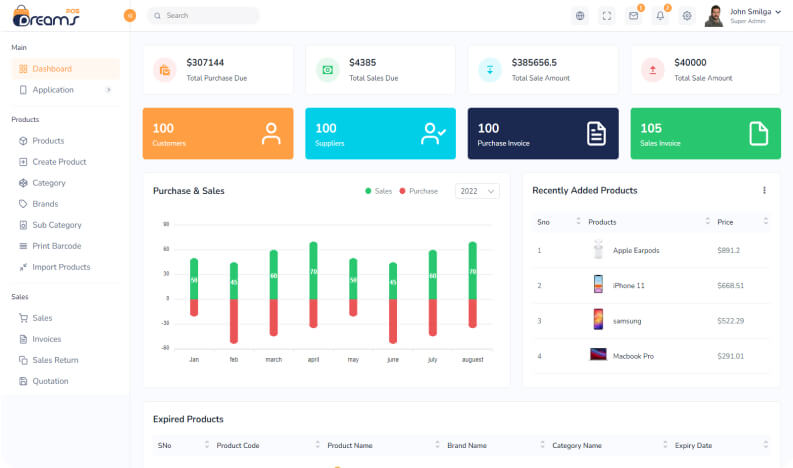 POS
Dreams
Search
1
2
John Smilga
Super Admin
Main
Dashboard
Application
Products
Products
Create Product
Category
Brands
Sub Category
Print Barcode
Import Products
Sales
Sales
Invoices
Sales Return
Quotation
$307144
Total Purchase Due
$4385
Total Sales Due
$385656.5
Total Sale Amount
$40000
Total Sale Amount
100
Customers
100
Suppliers
100
Purchase Invoice
105
Sales Invoice
Purchase & Sales
Sales Purchase 2022
90
60
30
0
-30
-60
50 45 60 70 50 45 60 70
Jan feb march april may june july auguest
Recently Added Products
Sno Products Price
1 Apple Earpods $891.2
2 iPhone 11 $668.51
3 samsung $522.29
4 Macbook Pro $291.01
Expired Products
SNo Product Code Product Name Brand Name Category Name Expiry Date